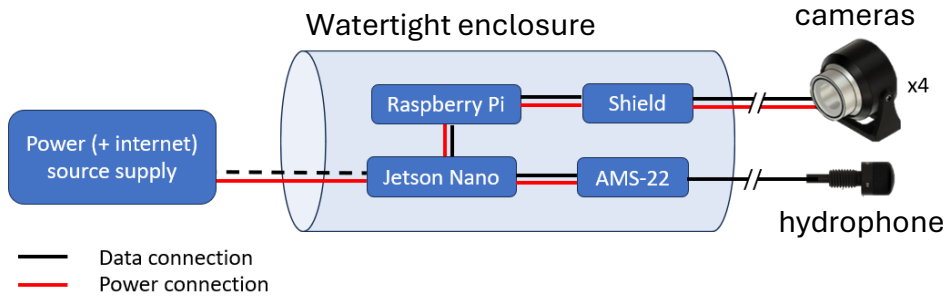 cameras
Watertight enclosure
x4
Raspberry Pi
Shield
Power (+ internet)
source supply
Jetson Nano
AMS-22
hydrophone
Data connection
Power connection